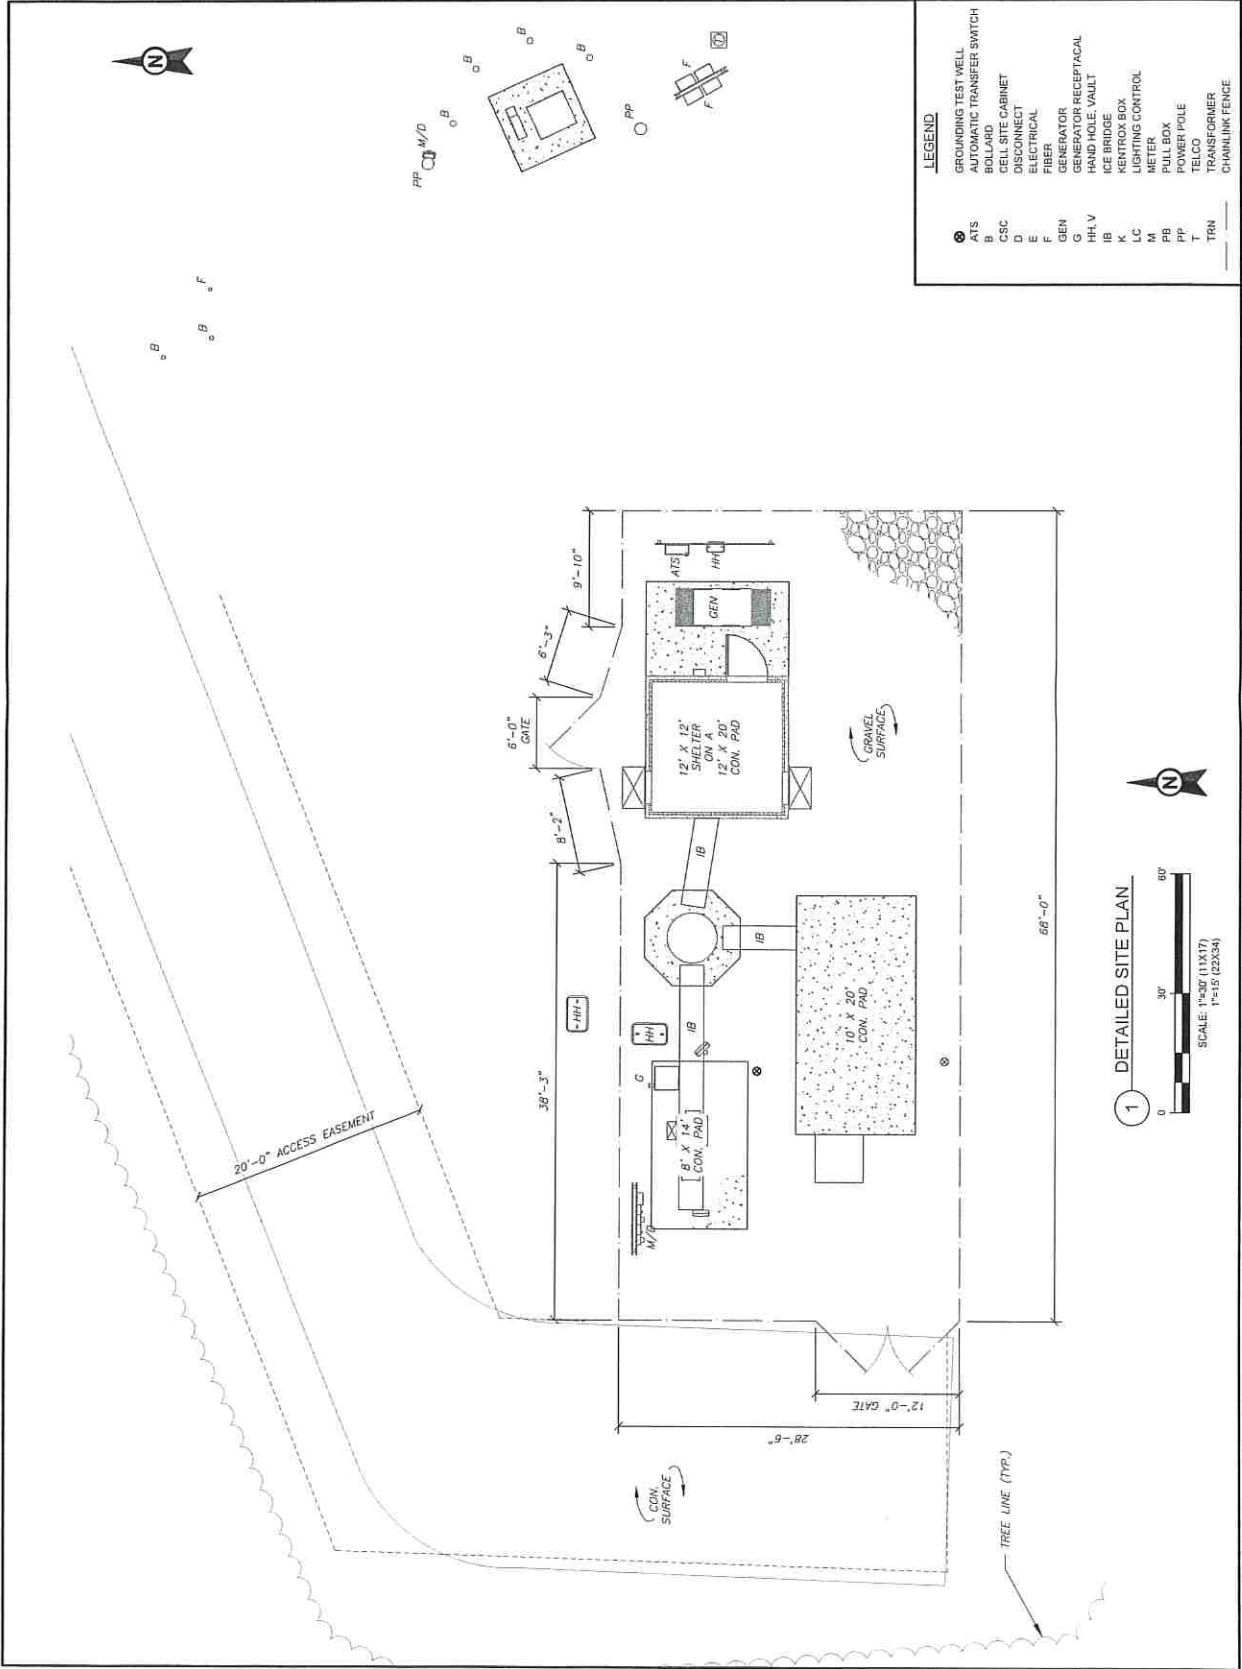 N
B
B
F
PP
M/D
B
B
B
B
PP
F
F
T
20'-0" ACCESS EASEMENT
38'-3"
8'-2"
6'-0"
GATE
6'-3"
9'-10"
HH
HH
G
M/D
8' X 14'
CON. PAD
IB
IB
IB
12' X 12'
SHELTER
ON A
12' X 20'
CON. PAD
GEN
ATS
HH
10' X 20'
CON. PAD
GRAVEL
SURFACE
CON.
SURFACE
28'-6"
12'-0" GATE
68'-0"
TREE LINE (TYP.)
1 DETAILED SITE PLAN
N
0 30' 60'
SCALE: 1"=30' (11X17)
1"=15' (22X34)
LEGEND
GROUNDING TEST WELL
ATS AUTOMATIC TRANSFER SWITCH
B BOLLARD
CSC CELL SITE CABINET
D DISCONNECT
E ELECTRICAL
F FIBER
GEN GENERATOR
G GENERATOR RECEPTACAL
HH, V HAND HOLE, VAULT
IB ICE BRIDGE
K KENTROX BOX
LC LIGHTING CONTROL
M METER
PB PULL BOX
PP POWER POLE
T TELCO
TRN TRANSFORMER
CHAINLINK FENCE